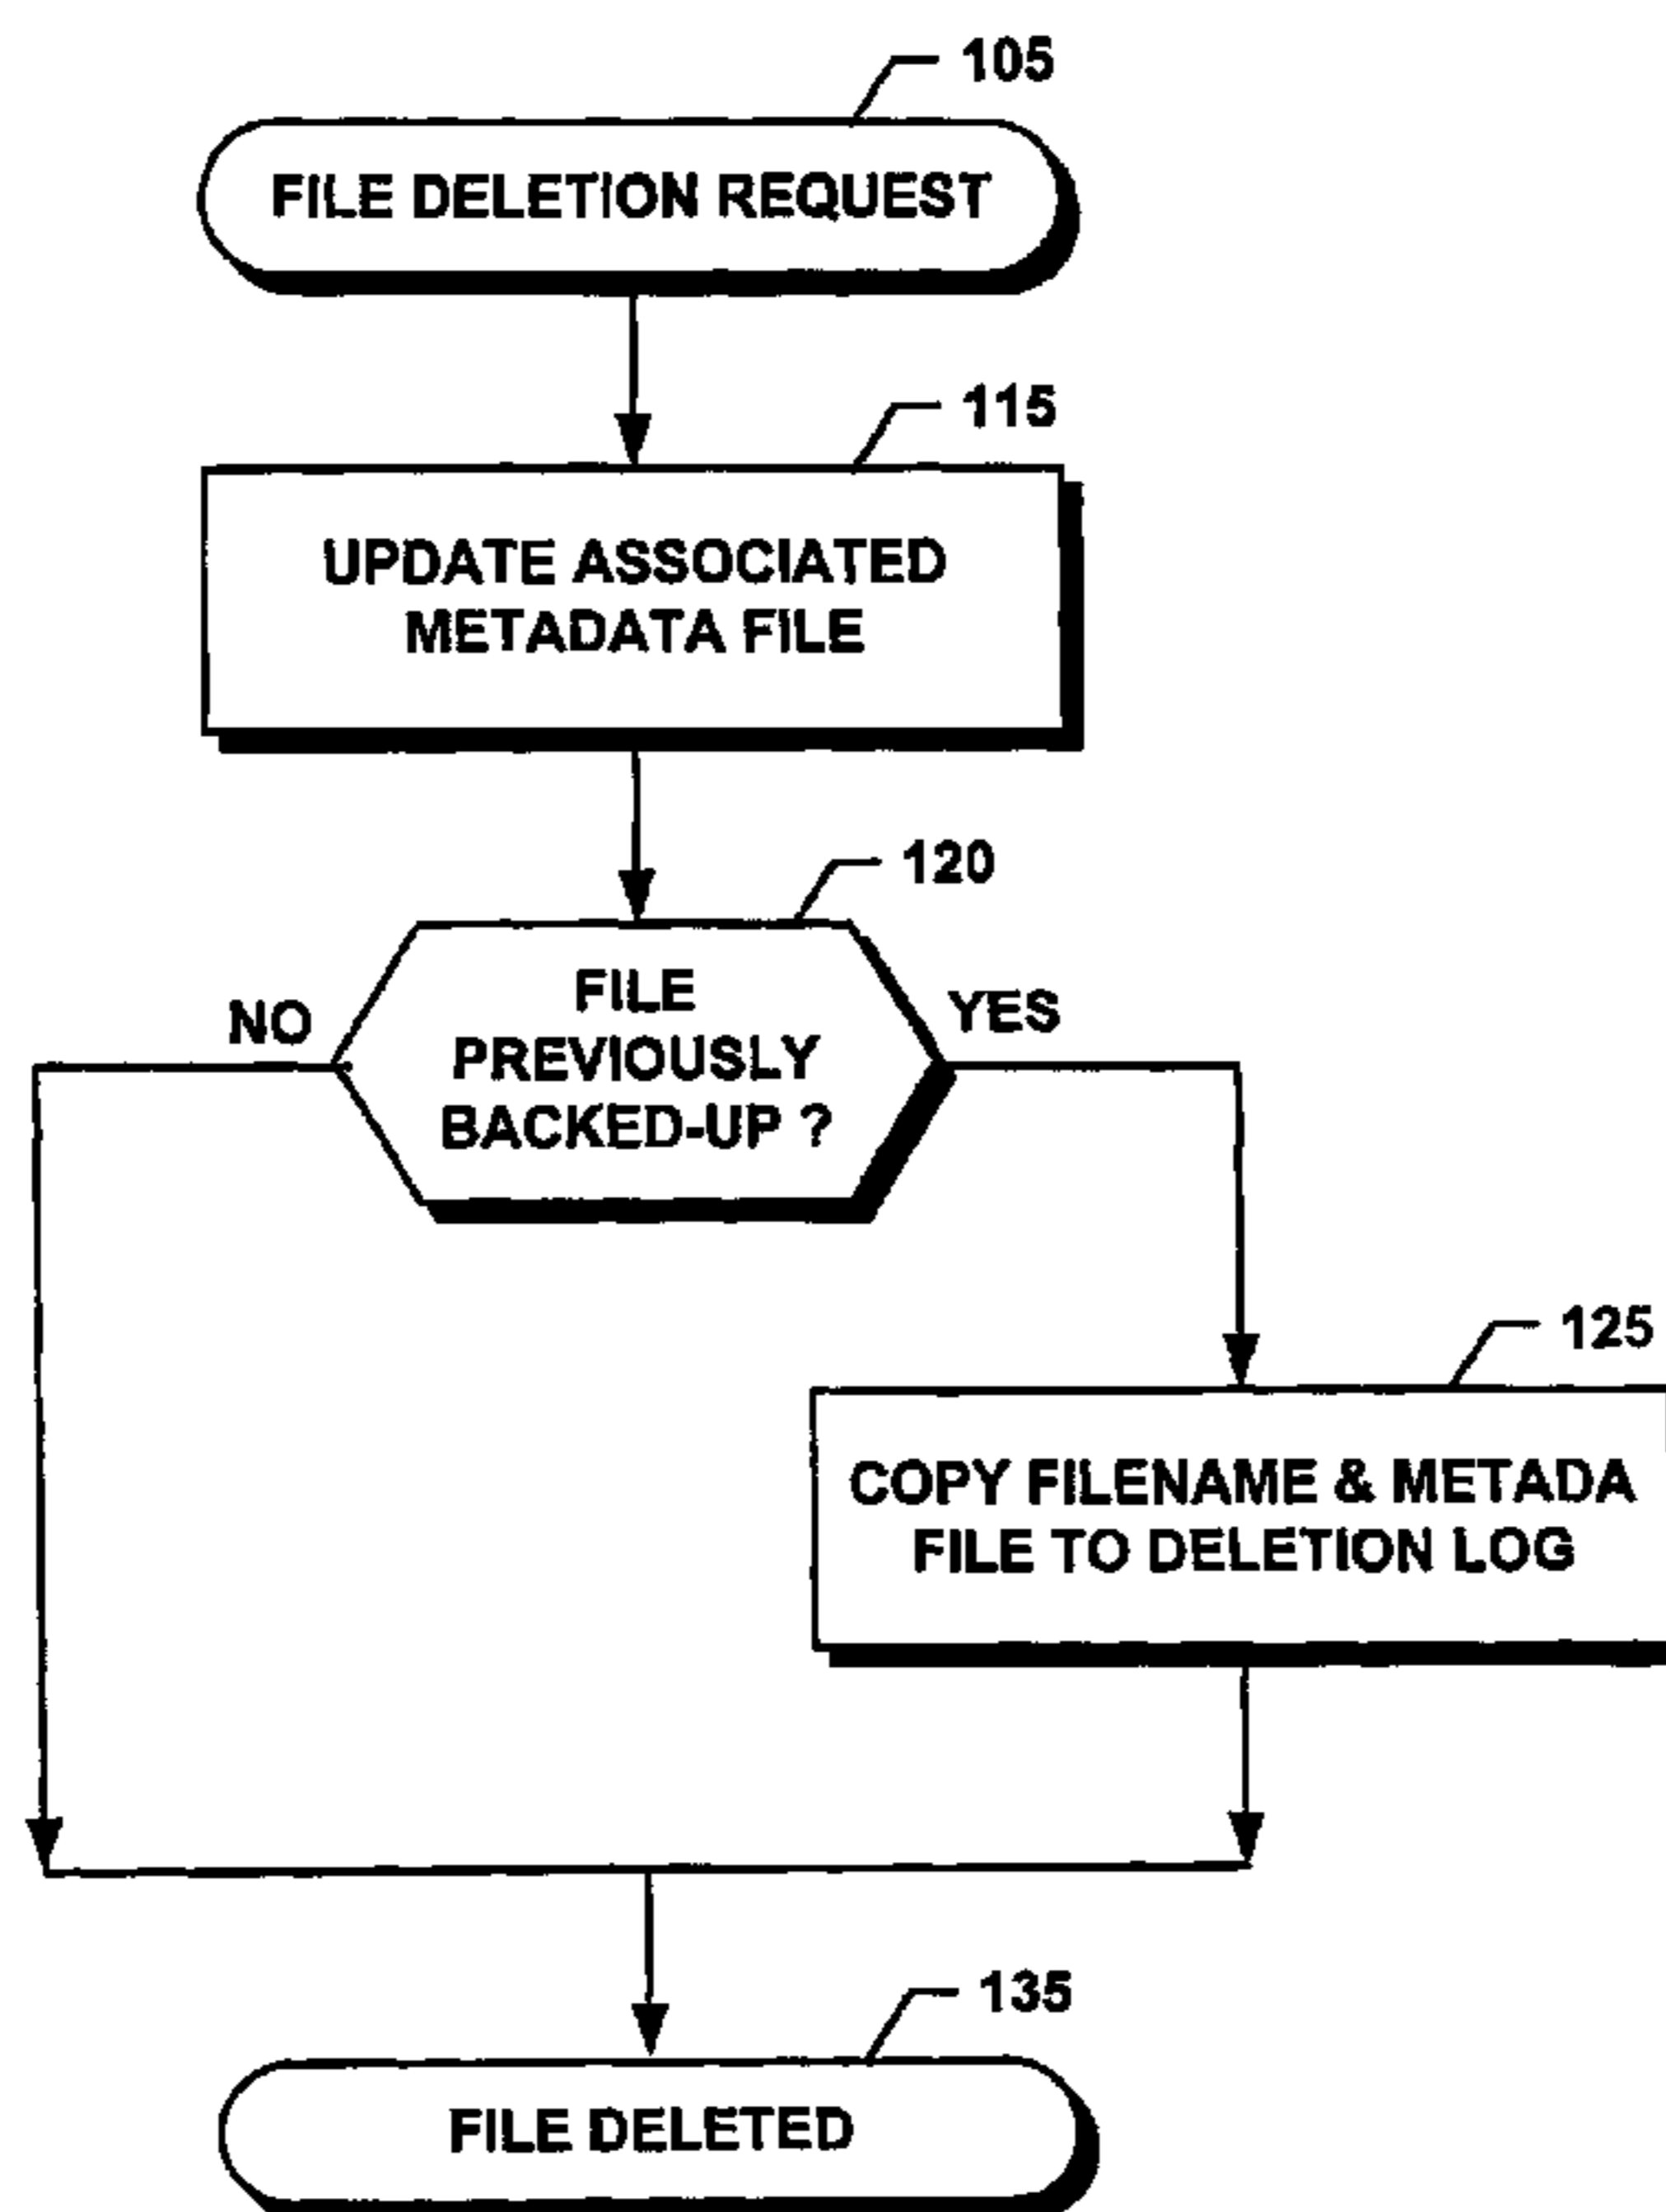 105
FILE DELETION REQUEST
115
UPDATE ASSOCIATED
METADATA FILE
120
FILE
PREVIOUSLY
BACKED-UP ?
NO
YES
125
COPY FILENAME & METADA
FILE TO DELETION LOG
135
FILE DELETED